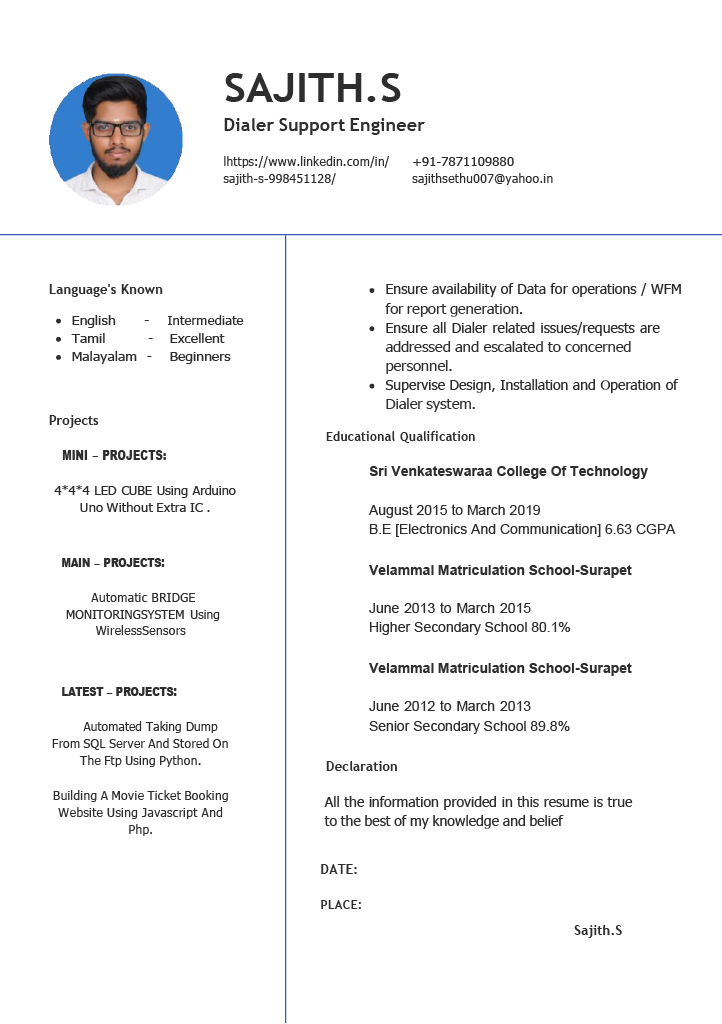 SAJITH.S
Dialer Support Engineer
lhttps://www.linkedin.com/in/
sajith-s-998451128/
+91-7871109880
sajithsethu007@yahoo.in
Language's Known
• English - Intermediate
• Tamil - Excellent
• Malayalam - Beginners
Projects
MINI – PROJECTS:
4*4*4 LED CUBE Using Arduino
Uno Without Extra IC .
MAIN – PROJECTS:
Automatic BRIDGE
MONITORINGSYSTEM Using
WirelessSensors
LATEST – PROJECTS:
Automated Taking Dump
From SQL Server And Stored On
The Ftp Using Python.
Building A Movie Ticket Booking
Website Using Javascript And
Php.
• Ensure availability of Data for operations / WFM
for report generation.
• Ensure all Dialer related issues/requests are
addressed and escalated to concerned
personnel.
• Supervise Design, Installation and Operation of
Dialer system.
Educational Qualification
Sri Venkateswaraa College Of Technology
August 2015 to March 2019
B.E [Electronics And Communication] 6.63 CGPA
Velammal Matriculation School-Surapet
June 2013 to March 2015
Higher Secondary School 80.1%
Velammal Matriculation School-Surapet
June 2012 to March 2013
Senior Secondary School 89.8%
Declaration
All the information provided in this resume is true
to the best of my knowledge and belief
DATE:
PLACE:
Sajith.S